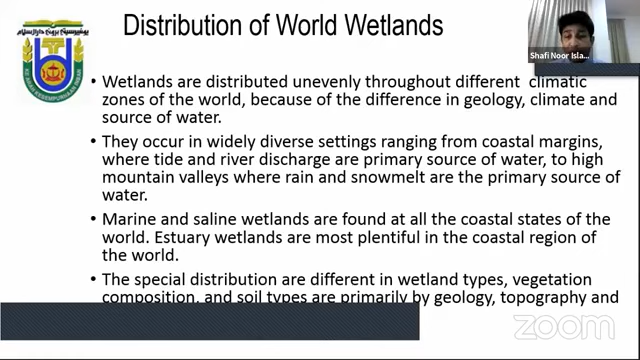 Distribution of World Wetlands
Shafi Noor Isla...
• Wetlands are distributed unevenly throughout different climatic
zones of the world, because of the difference in geology, climate and
source of water.
• They occur in widely diverse settings ranging from coastal margins,
where tide and river discharge are primary source of water, to high
mountain valleys where rain and snowmelt are the primary source of
water.
• Marine and saline wetlands are found at all the coastal states of the
world. Estuary wetlands are most plentiful in the coastal region of
the world.
• The special distribution are different in wetland types, vegetation
composition, and soil types are primarily by geology, topography and
zoom